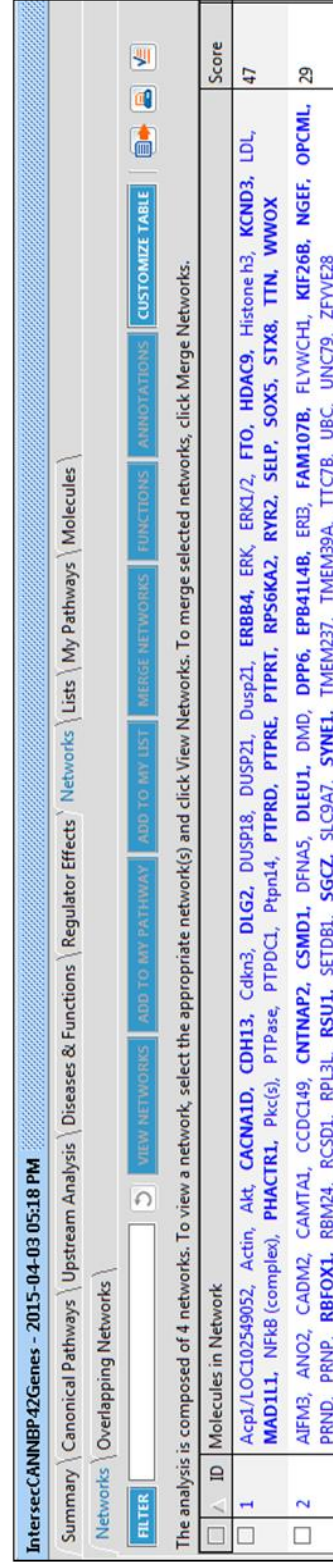 IntersecCANNBP42Genes - 2015-04-03 05:18 PM
Summary Canonical Pathways Upstream Analysis Diseases & Functions Regulator Effects Networks Lists My Pathways Molecules
Networks Overlapping Networks
FILTER VIEW NETWORKS ADD TO MY PATHWAY ADD TO MY LIST MERGE NETWORKS FUNCTIONS ANNOTATIONS CUSTOMIZE TABLE
The analysis is composed of 4 networks. To view a network, select the appropriate network(s) and click View Networks. To merge selected networks, click Merge Networks.
ID Molecules in Network Score
1 Acp1/LOC102549052, Actin, Akt, CACNA1D, CDH13, Cdkn3, DLG2, DUSP18, DUSP21, Dusp21, ERBB4, ERK, ERK1/2, FTO, HDAC9, Histone h3, KCND3, LDL, 47
MAD1L1, NFkB (complex), PHACTR1, Pkc(s), PTPase, PTPDC1, Ptpn14, PTPRD, PTPRE, PTPRT, RPS6KA2, RYR2, SELP, SOX5, STX8, TTN, WWOX
2 AIFM3, ANO2, CADM2, CAMTA1, CCDC149, CNTNAP2, CSMD1, DFNA5, DLEU1, DMD, DPP6, EPB41L4B, ERI3, FAM107B, FLYWCH1, KIF26B, NGEF, OPCML, 29
PRND, PRNP, RBFOX1, RBM24, RCSD1, RPL3L, RSU1, SETDB1, SGCZ, SLC9A7, SYNE1, TMEM237, TMEM39A, TTC7B, UBC, UNC79, ZFYVE28